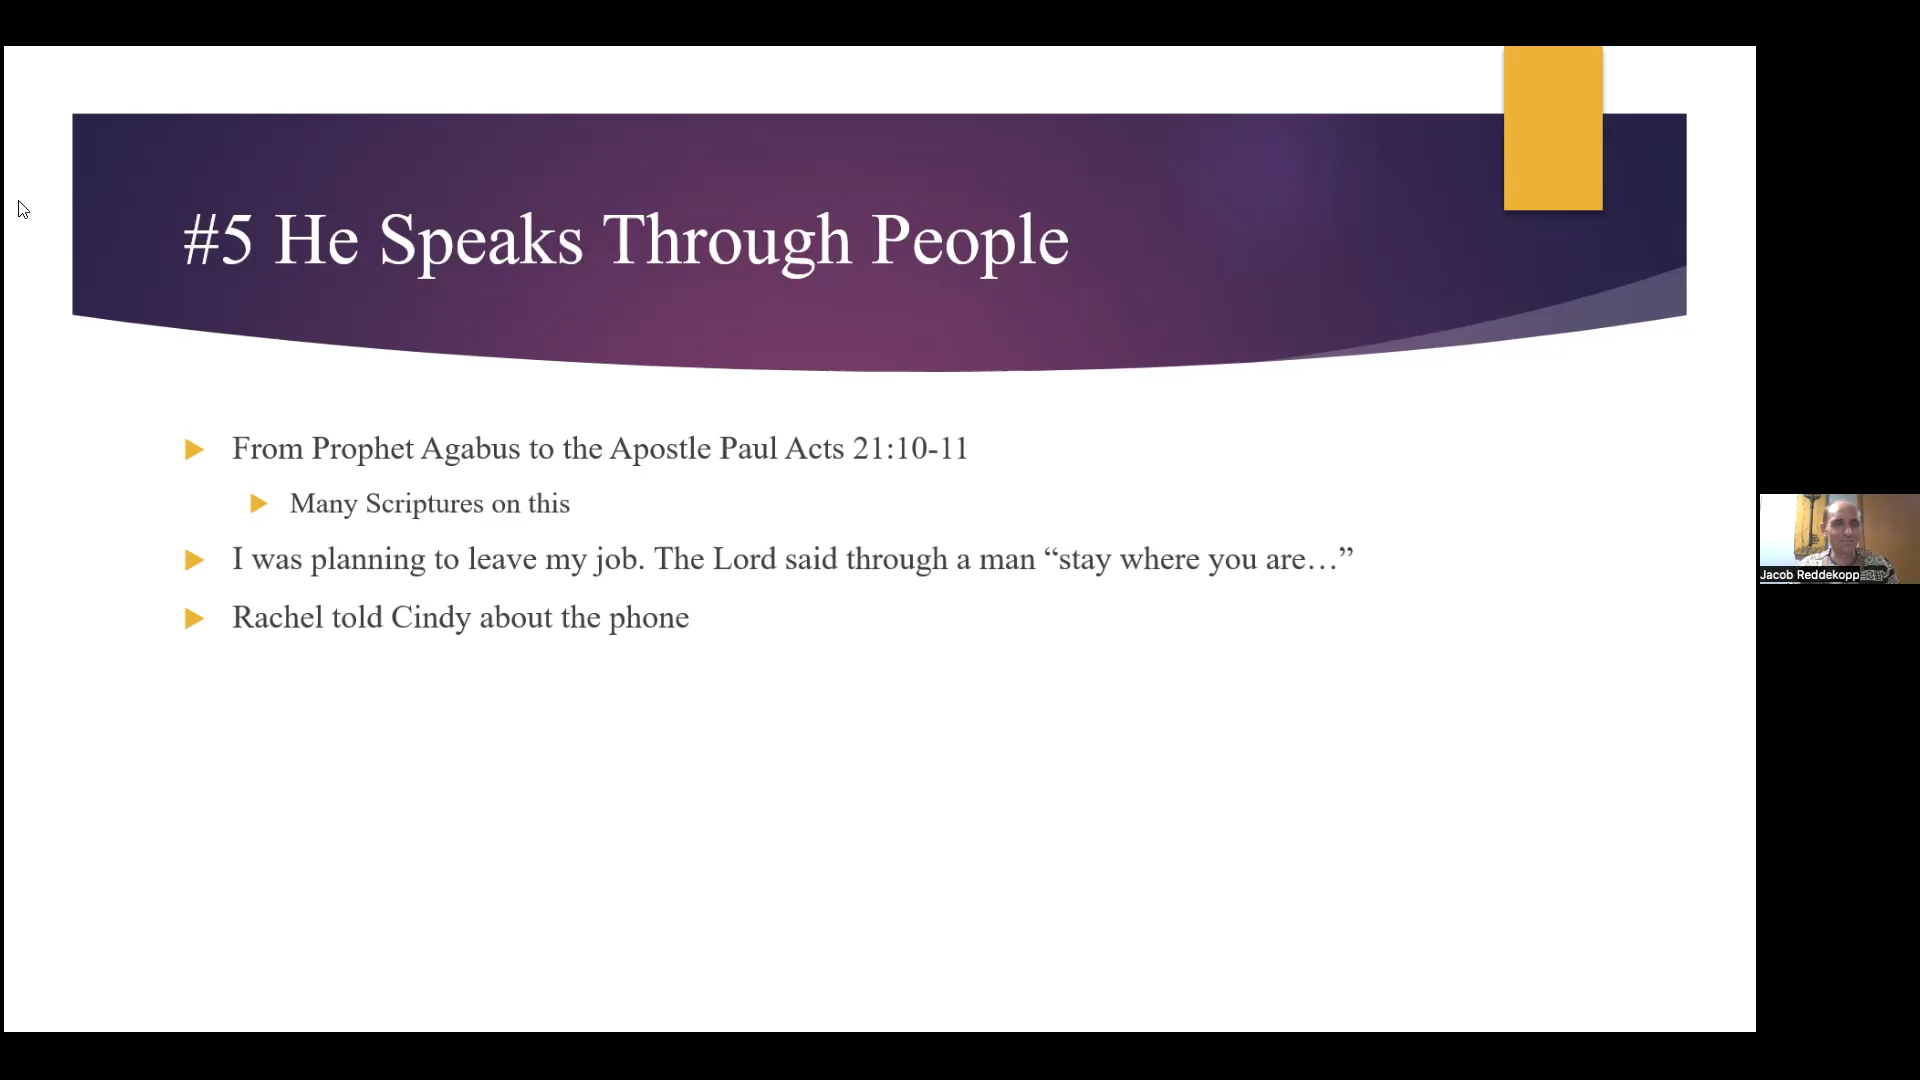 #5 He Speaks Through People
From Prophet Agabus to the Apostle Paul Acts 21:10-11
Many Scriptures on this
I was planning to leave my job. The Lord said through a man “stay where you are…”
Rachel told Cindy about the phone
Jacob Reddekopp